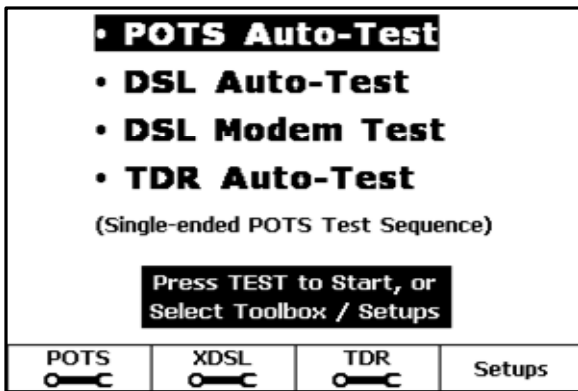 • POTS Auto-Test
• DSL Auto-Test
• DSL Modem Test
• TDR Auto-Test
(Single-ended POTS Test Sequence)
Press TEST to Start, or
Select Toolbox / Setups
POTS XDSL TDR Setups